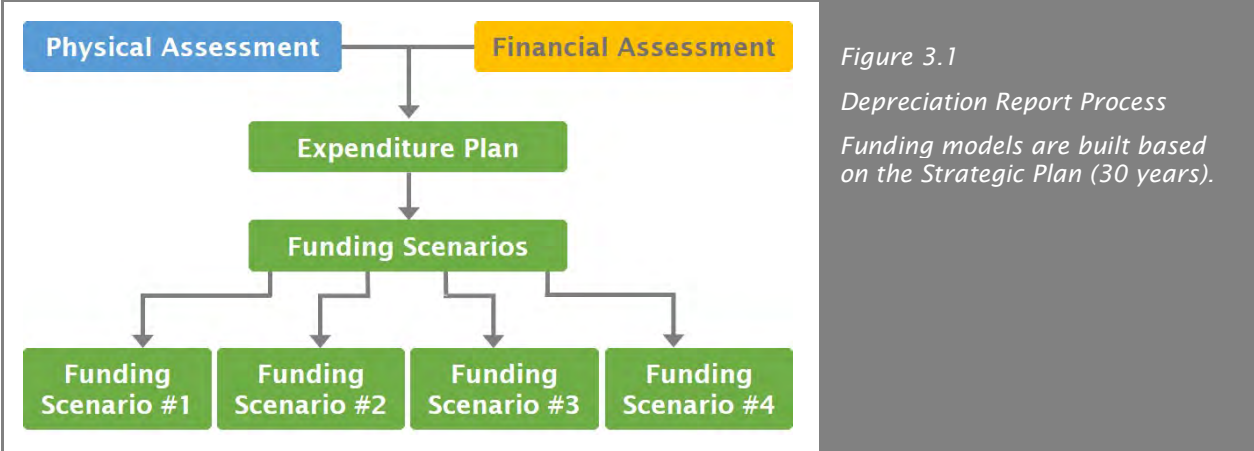 Physical Assessment
Financial Assessment
Expenditure Plan
Funding Scenarios
Funding
Scenario #1
Funding
Scenario #2
Funding
Scenario #3
Funding
Scenario #4
Figure 3.1
Depreciation Report Process
Funding models are built based
on the Strategic Plan (30 years).